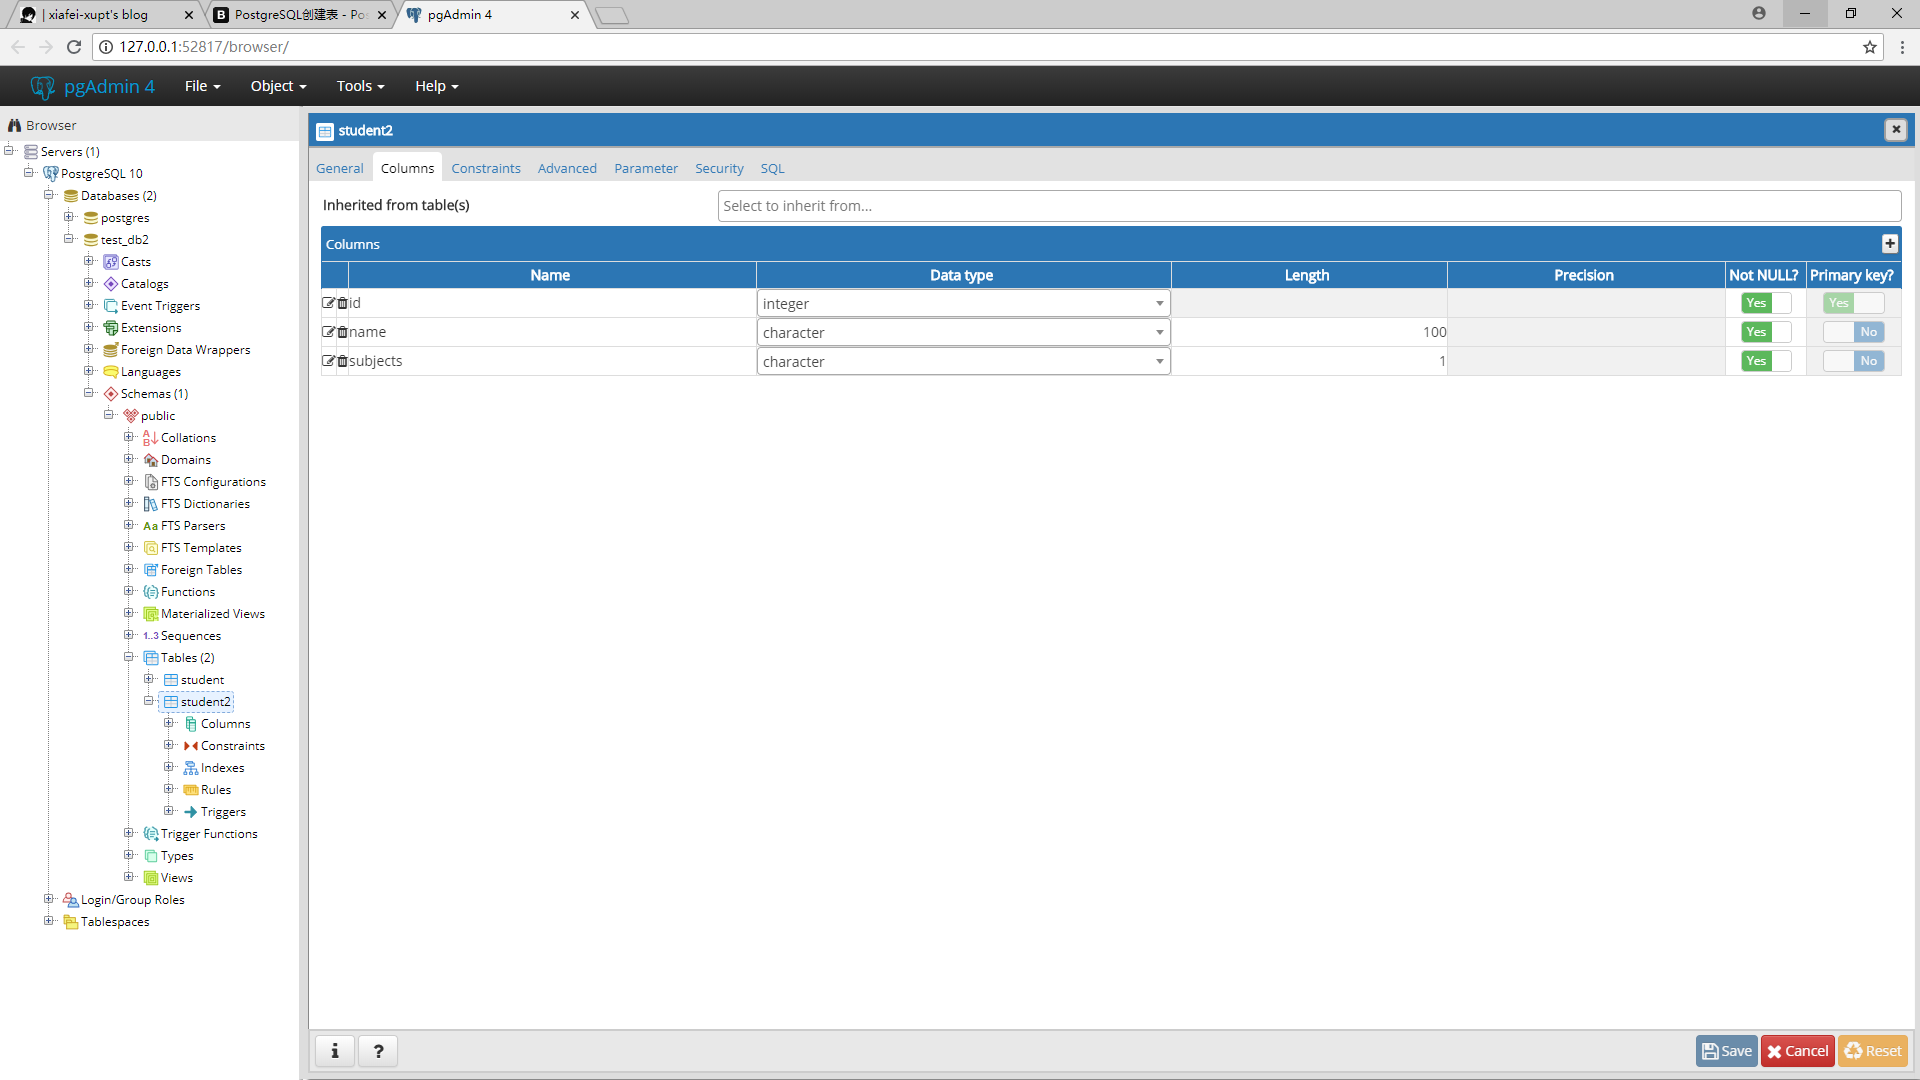 | xiafei-xupt's blog
PostgreSQL创建表 - Pos
pgAdmin 4
127.0.0.1:52817/browser/
pgAdmin 4
File
Object
Tools
Help
Browser
Servers (1)
PostgreSQL 10
Databases (2)
postgres
test_db2
Casts
Catalogs
Event Triggers
Extensions
Foreign Data Wrappers
Languages
Schemas (1)
public
Collations
Domains
FTS Configurations
FTS Dictionaries
FTS Parsers
FTS Templates
Foreign Tables
Functions
Materialized Views
1..3 Sequences
Tables (2)
student
student2
Columns
Constraints
Indexes
Rules
Triggers
Trigger Functions
Types
Views
Login/Group Roles
Tablespaces
student2
General Columns Constraints Advanced Parameter Security SQL
Inherited from table(s)
Select to inherit from...
Columns
Name Data type Length Precision Not NULL? Primary key?
id integer Yes Yes
name character 100 Yes No
subjects character 1 Yes No
i ? Save Cancel Reset